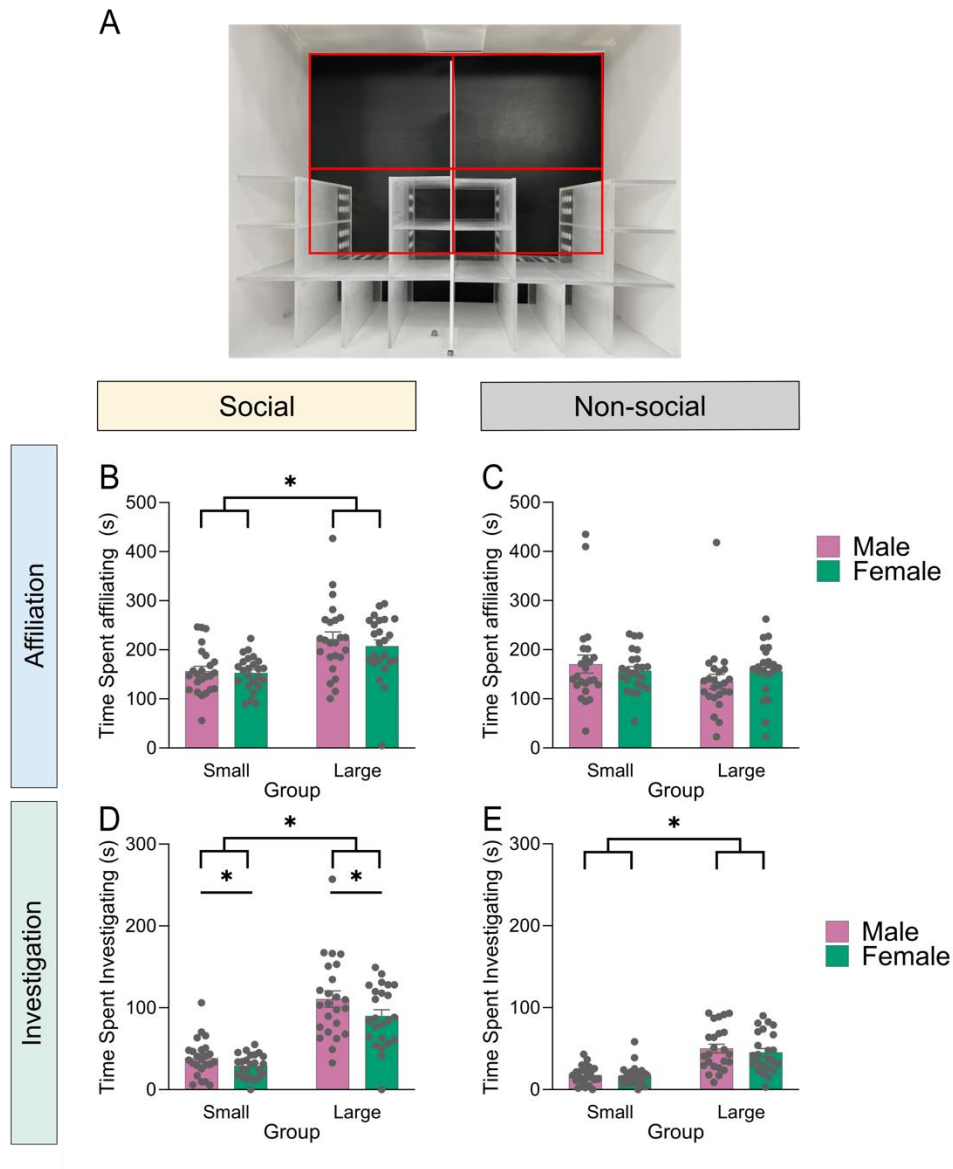 A
Social
Non-social
Affiliation
B
*
Time Spent affiliating (s)
500
400
300
200
100
0
Small
Large
Group
C
Time Spent affiliating (s)
500
400
300
200
100
0
Small
Large
Group
Male
Female
Investigation
D
*
*
*
Time Spent Investigating (s)
300
200
100
0
Small
Large
Group
E
*
Time Spent Investigating (s)
300
200
100
0
Small
Large
Group
Male
Female